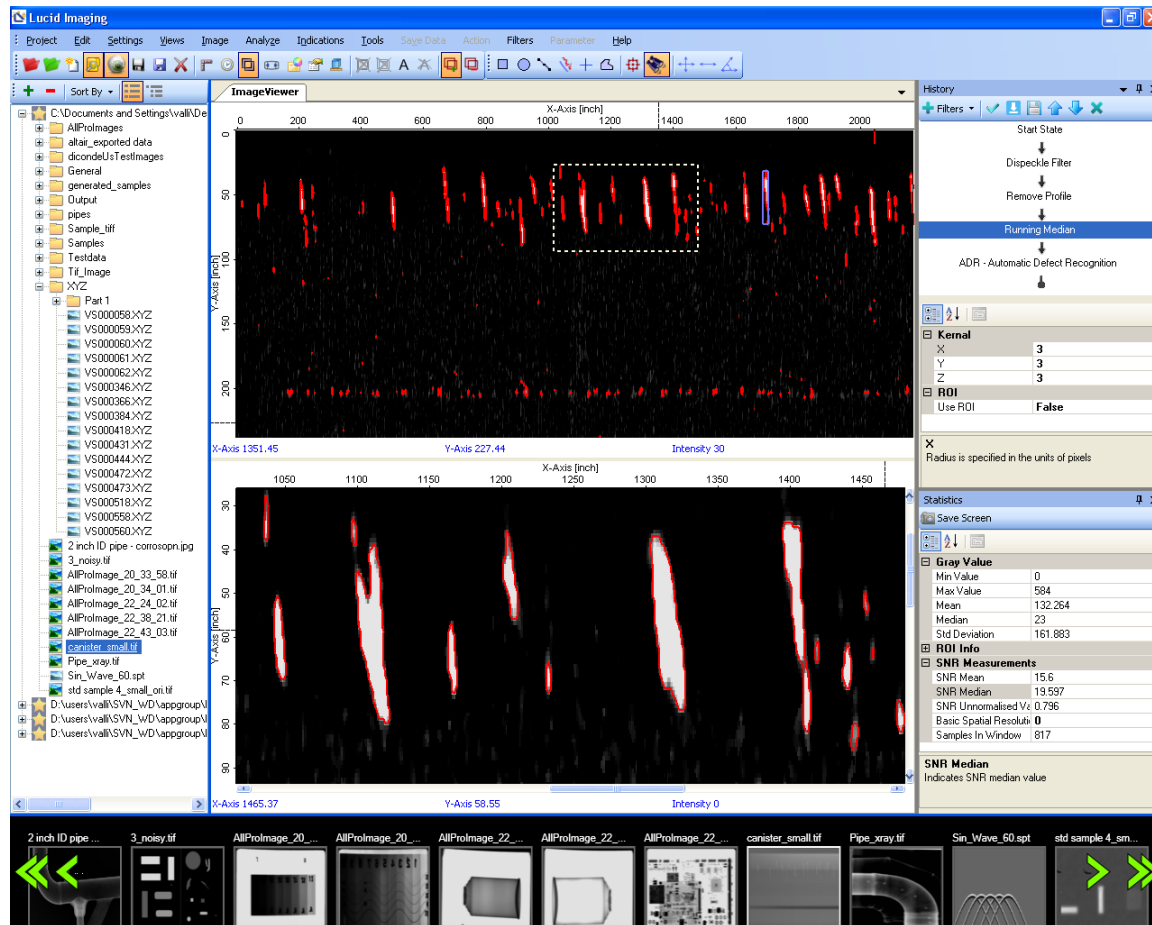 Lucid Imaging
Project Edit Settings Views Image Analyze Indications Tools Save Data Action Filters Parameter Help
Sort By
C:\Documents and Settings\valli\De
AllProImages
altair_exported data
dicondeUsTestImages
General
generated_samples
Output
pipes
Sample_tiff
Samples
Testdata
Tif_Image
XYZ
Part 1
VS000058.XYZ
VS000059.XYZ
VS000060.XYZ
VS000061.XYZ
VS000062.XYZ
VS000346.XYZ
VS000366.XYZ
VS000384.XYZ
VS000418.XYZ
VS000431.XYZ
VS000444.XYZ
VS000472.XYZ
VS000473.XYZ
VS000518.XYZ
VS000558.XYZ
VS000560.XYZ
2 inch ID pipe - corrosopn.jpg
3_noisy.tif
AllProImage_20_33_58.tif
AllProImage_20_34_01.tif
AllProImage_22_24_02.tif
AllProImage_22_38_21.tif
AllProImage_22_43_03.tif
canister_small.tif
Pipe_xray.tif
Sin_Wave_60.spt
std sample 4_small_ori.tif
D:\users\valli\SVN_WD\appgroup\I
D:\users\valli\SVN_WD\appgroup\I
D:\users\valli\SVN_WD\appgroup\I
ImageViewer
X-Axis [inch]
0 200 400 600 800 1000 1200 1400 1600 1800 2000
0
50
100
150
200
Y-Axis [inch]
X-Axis 1351.45 Y-Axis 227.44 Intensity 30
X-Axis [inch]
1050 1100 1150 1200 1250 1300 1350 1400 1450
30
40
50
60
70
80
90
Y-Axis [inch]
X-Axis 1465.37 Y-Axis 58.55 Intensity 0
History
Filters
Start State
Dispeckle Filter
Remove Profile
Running Median
ADR - Automatic Defect Recognition
Kernal
X 3
Y 3
Z 3
ROI
Use ROI False
X
Radius is specified in the units of pixels
Statistics
Save Screen
Gray Value
Min Value 0
Max Value 584
Mean 132.264
Median 23
Std Deviation 161.883
ROI Info
SNR Measurements
SNR Mean 15.6
SNR Median 19.597
SNR Unnormalised Va 0.796
Basic Spatial Resoluti 0
Samples In Window 817
SNR Median
Indicates SNR median value
2 inch ID pipe ... 3_noisy.tif AllProImage_20_... AllProImage_20_... AllProImage_22_... AllProImage_22_... AllProImage_22_... canister_small.tif Pipe_xray.tif Sin_Wave_60.spt std sample 4_sm...